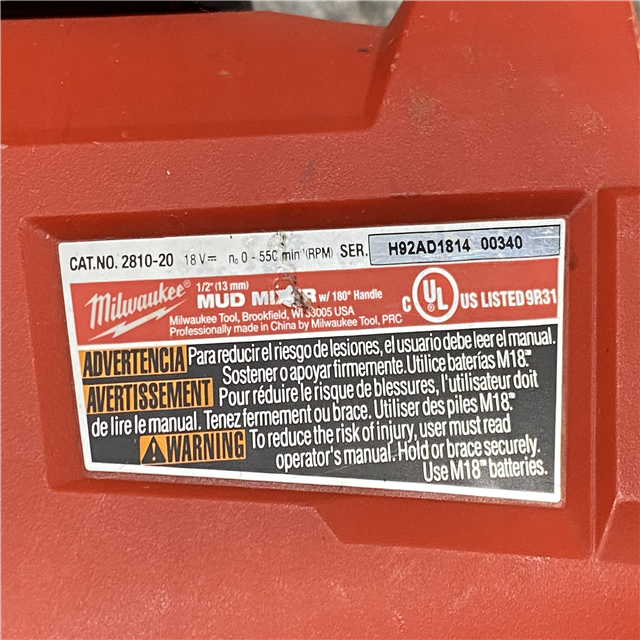 CAT.NO. 2810-20 18 V⎓ n₀ 0 - 550 min⁻¹ (RPM) SER. H92AD1814 00340
Milwaukee®
1/2" (13 mm)
MUD MIXER w/ 180° Handle
Milwaukee Tool, Brookfield, WI 53005 USA
Professionally made in China by Milwaukee Tool, PRC
C UL® US LISTED 9R31
ADVERTENCIA Para reducir el riesgo de lesiones, el usuario debe leer el manual.
Sostener o apoyar firmemente. Utilice baterías M18™.
AVERTISSEMENT Pour réduire le risque de blessures, l'utilisateur doit
de lire le manual. Tenez fermement ou brace. Utiliser des piles M18™.
WARNING To reduce the risk of injury, user must read
operator's manual. Hold or brace securely.
Use M18™ batteries.